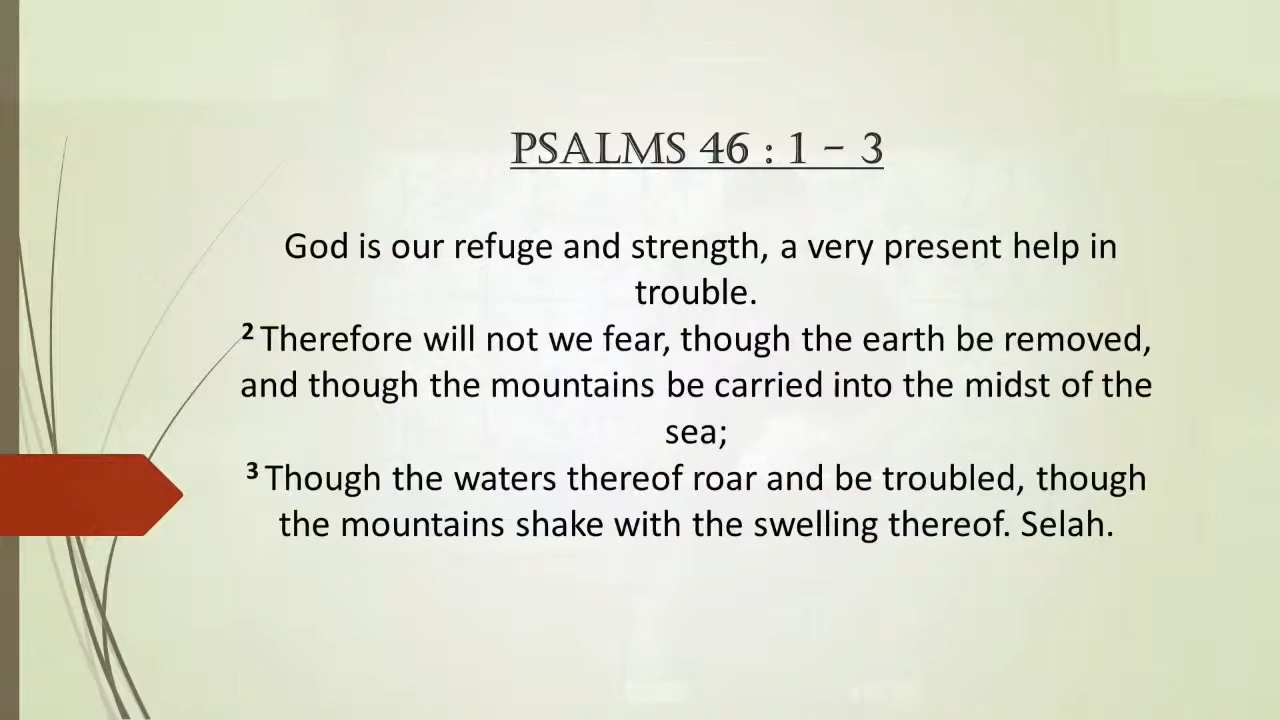 PSALMS 46 : 1 – 3
God is our refuge and strength, a very present help in
trouble.
2 Therefore will not we fear, though the earth be removed,
and though the mountains be carried into the midst of the
sea;
3 Though the waters thereof roar and be troubled, though
the mountains shake with the swelling thereof. Selah.